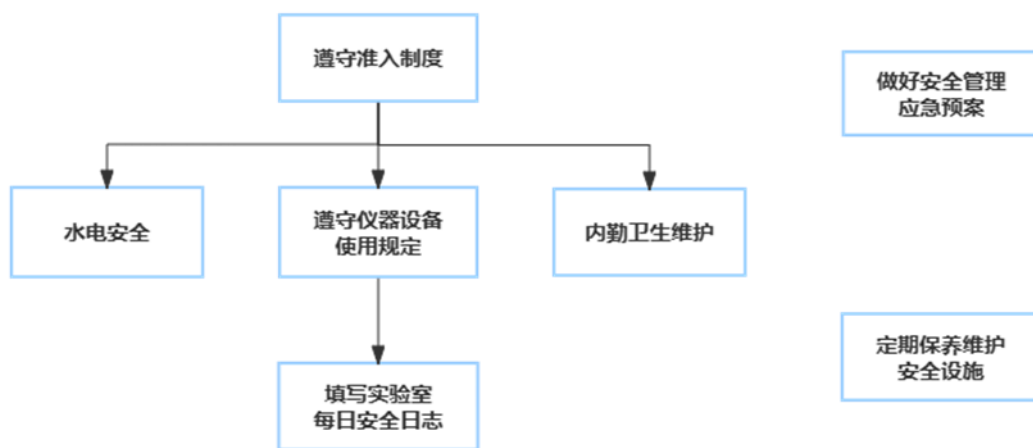 遵守准入制度
做好安全管理
应急预案
水电安全
遵守仪器设备
使用规定
内勤卫生维护
定期保养维护
安全设施
填写实验室
每日安全日志